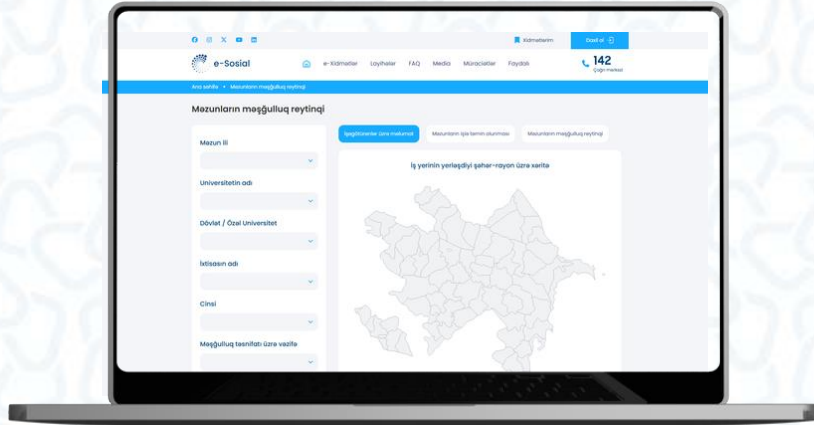 Xidmətlərim
Daxil ol
e-Sosial
e-Xidmətlər Layihələr FAQ Media Müraciətlər Faydalı
142
Çağrı mərkəzi
Ana səhifə • Məzunların məşğulluq reytinqi
Məzunların məşğulluq reytinqi
İşəgötürənlər üzrə məlumat
Məzunların işlə təmin olunması
Məzunların məşğulluq reytinqi
Məzun ili
Universitetin adı
Dövlət / Özəl Universitet
İxtisasın adı
Cinsi
Məşğulluq təsnifatı üzrə vəzifə
İş yerinin yerləşdiyi şəhər-rayon üzrə xəritə